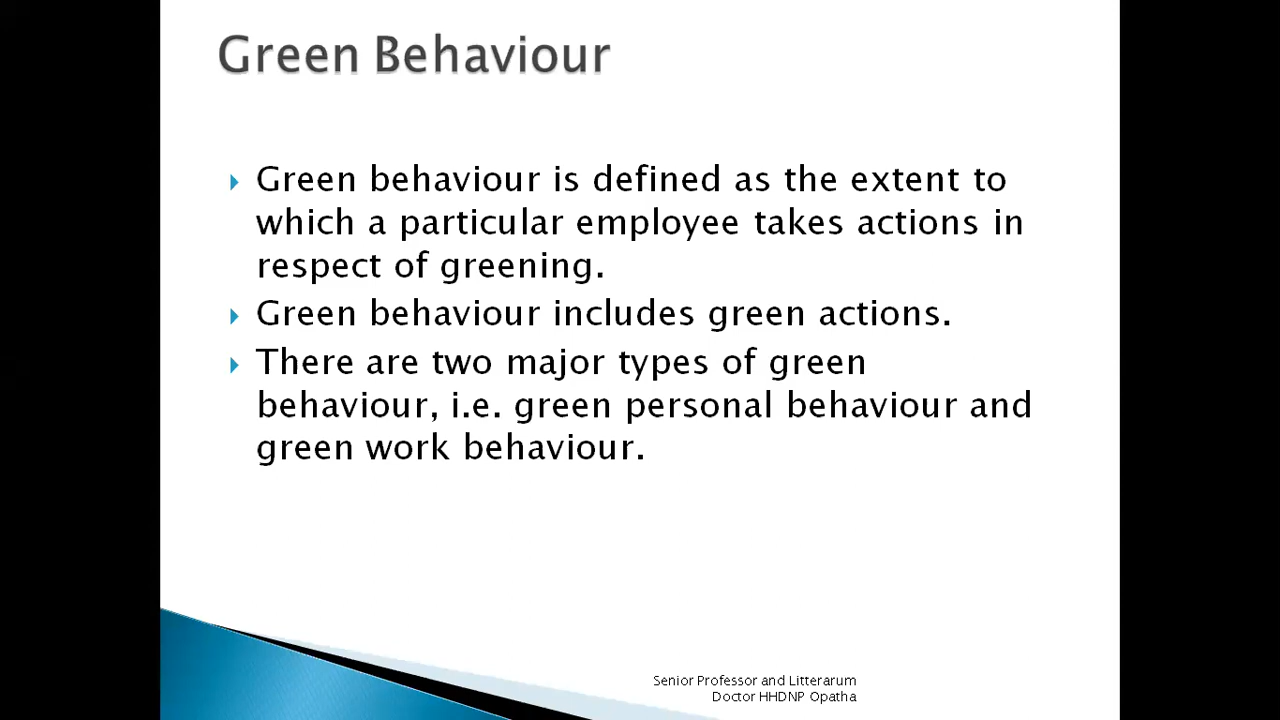 Green Behaviour
Green behaviour is defined as the extent to
which a particular employee takes actions in
respect of greening.
Green behaviour includes green actions.
There are two major types of green
behaviour, i.e. green personal behaviour and
green work behaviour.
Senior Professor and Litterarum
Doctor HHDNP Opatha